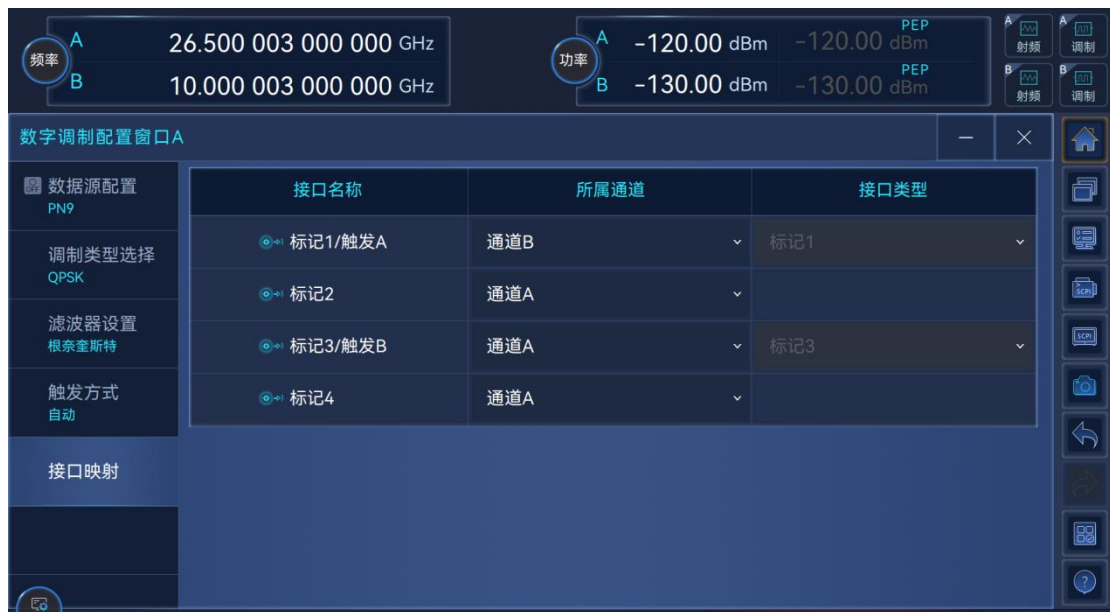 频率
A 26.500 003 000 000 GHz
B 10.000 003 000 000 GHz
功率
A -120.00 dBm -120.00 dBm PEP
B -130.00 dBm -130.00 dBm PEP
A 射频
A 调制
B 射频
B 调制
数字调制配置窗口A
数据源配置
PN9
调制类型选择
QPSK
滤波器设置
根奈奎斯特
触发方式
自动
接口映射
接口名称 所属通道 接口类型
标记1/触发A 通道B 标记1
标记2 通道A
标记3/触发B 通道A 标记3
标记4 通道A
SCPI
SCPI